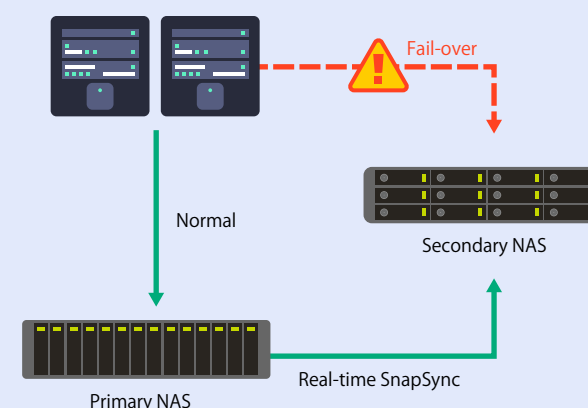 Fail-over
Normal
Secondary NAS
Real-time SnapSync
Primary NAS